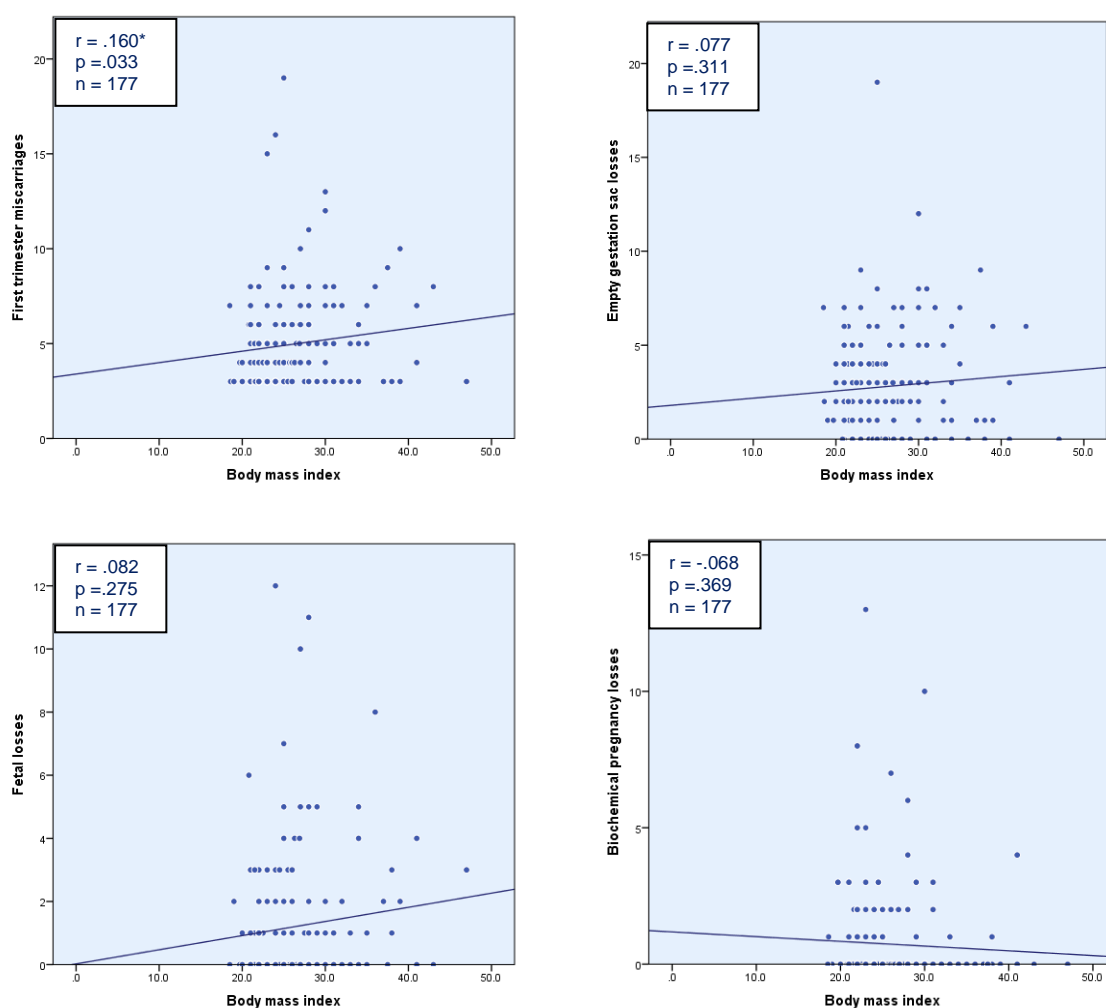 r = .160*
p =.033
n = 177
First trimester miscarriages
20
15
10
5
0
.0 10.0 20.0 30.0 40.0 50.0
Body mass index
r = .077
p =.311
n = 177
Empty gestation sac losses
20
15
10
5
0
.0 10.0 20.0 30.0 40.0 50.0
Body mass index
r = .082
p =.275
n = 177
Fetal losses
12
10
8
6
4
2
0
.0 10.0 20.0 30.0 40.0 50.0
Body mass index
r = -.068
p =.369
n = 177
Biochemical pregnancy losses
15
10
5
0
.0 10.0 20.0 30.0 40.0 50.0
Body mass index